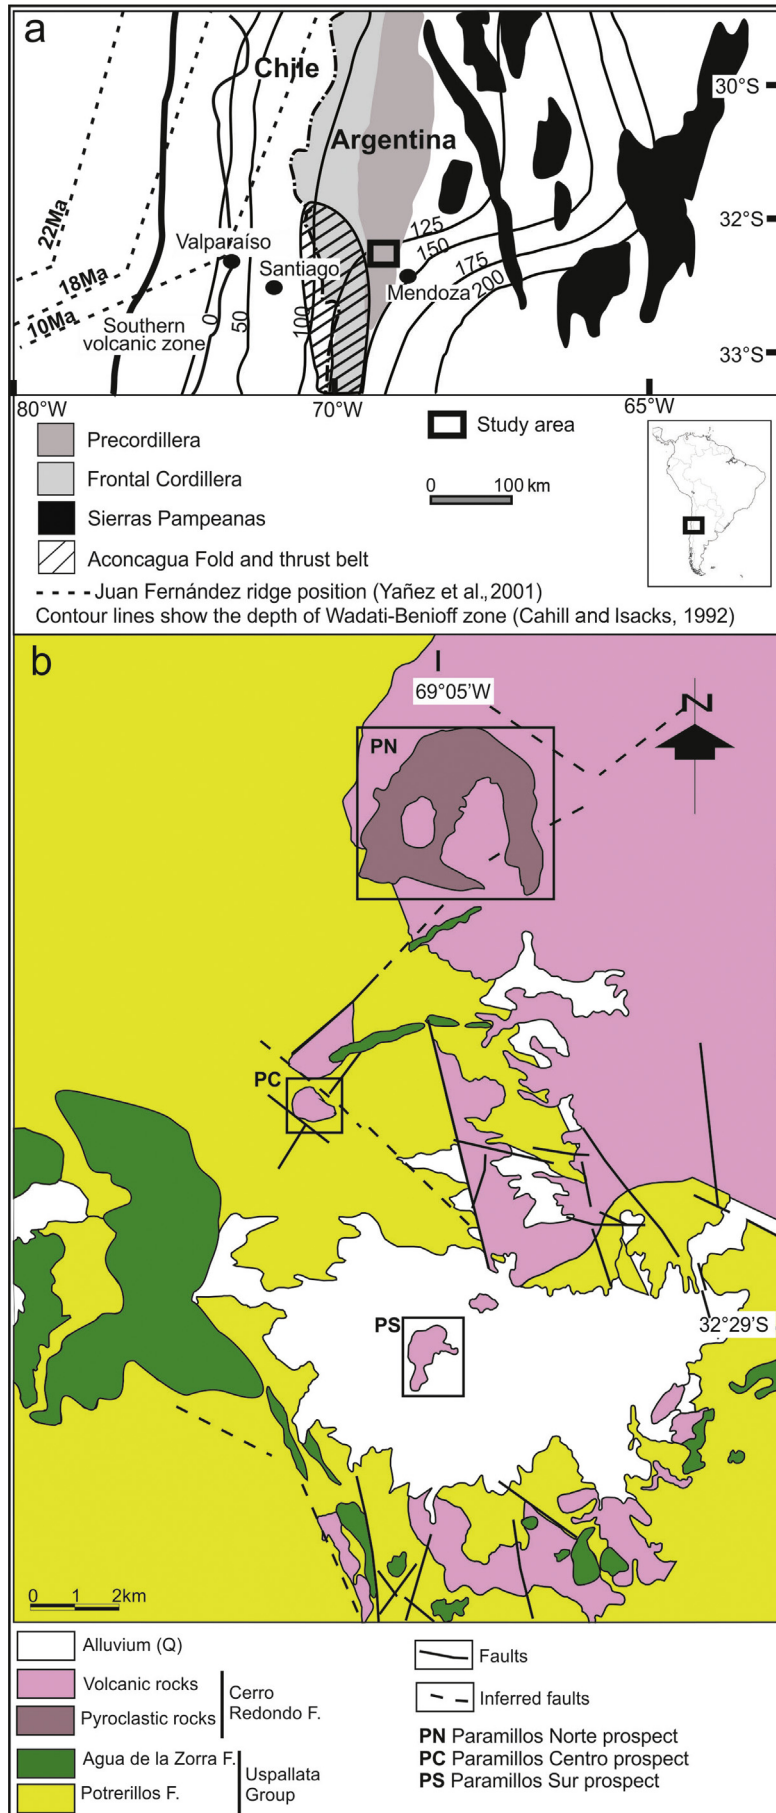 a
Chile
Argentina
30°S
32°S
33°S
22Ma
18Ma
10Ma
Valparaíso
Santiago
Mendoza
Southern
volcanic zone
0
50
100
125
150
175
200
80°W
70°W
65°W
Precordillera
Frontal Cordillera
Sierras Pampeanas
Aconcagua Fold and thrust belt
Study area
0 100 km
Juan Fernández ridge position (Yañez et al., 2001)
Contour lines show the depth of Wadati-Benioff zone (Cahill and Isacks, 1992)
b
69°05'W
N
PN
PC
PS
32°29'S
0 1 2km
Alluvium (Q)
Volcanic rocks
Pyroclastic rocks
Cerro
Redondo F.
Agua de la Zorra F.
Potrerillos F.
Uspallata
Group
Faults
Inferred faults
PN Paramillos Norte prospect
PC Paramillos Centro prospect
PS Paramillos Sur prospect